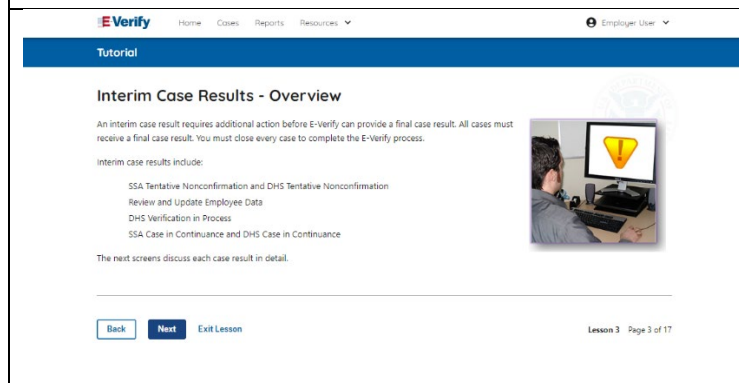 E-Verify
Home Cases Reports Resources
Employer User
Tutorial
Interim Case Results - Overview
An interim case result requires additional action before E-Verify can provide a final case result. All cases must
receive a final case result. You must close every case to complete the E-Verify process.
Interim case results include:
SSA Tentative Nonconfirmation and DHS Tentative Nonconfirmation
Review and Update Employee Data
DHS Verification in Process
SSA Case in Continuance and DHS Case in Continuance
The next screens discuss each case result in detail.
Back Next Exit Lesson
Lesson 3 Page 3 of 17